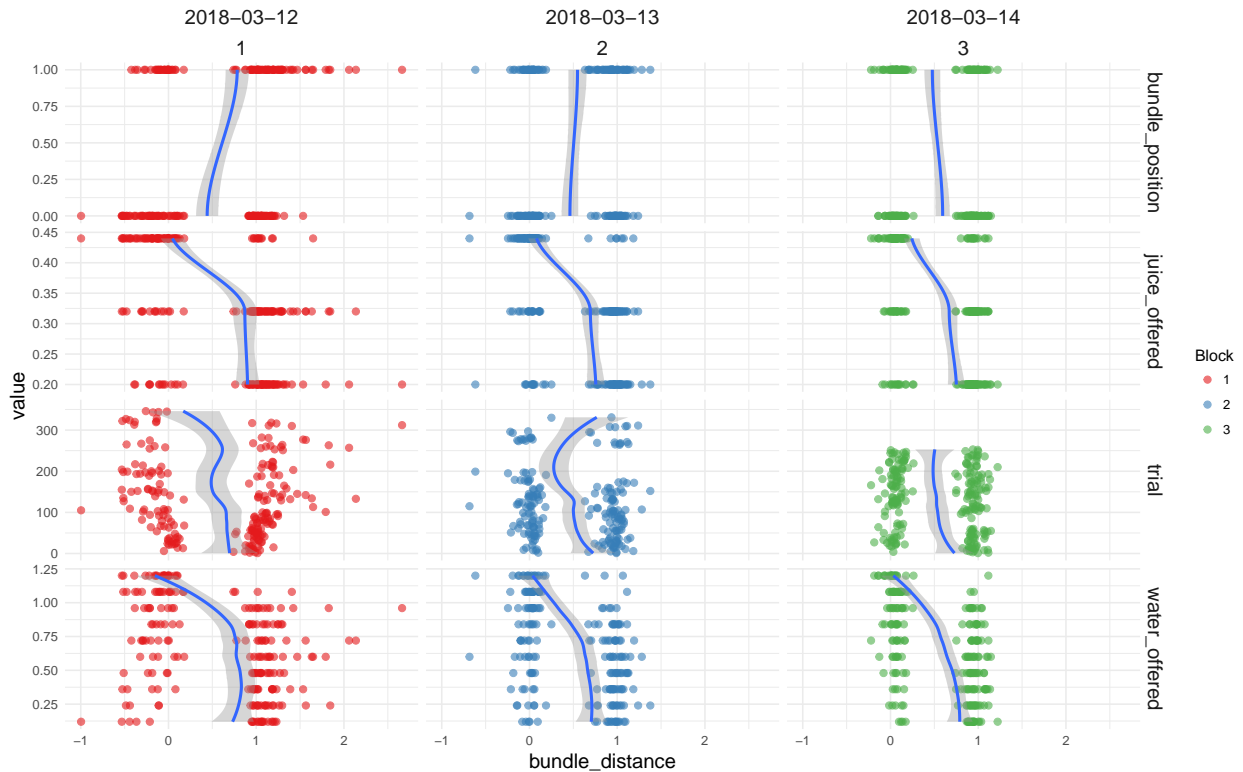 2018−03−12 2018−03−13 2018−03−14
1 2 3
1.00
0.75
0.50
0.25
0.00
bundle_position
0.45
0.40
0.35
0.30
0.25
0.20
juice_offered
value
Block
1
2
3
300
200
100
0
trial
1.25
1.00
0.75
0.50
0.25
water_offered
−1 0 1 2 −1 0 1 2 −1 0 1 2
bundle_distance